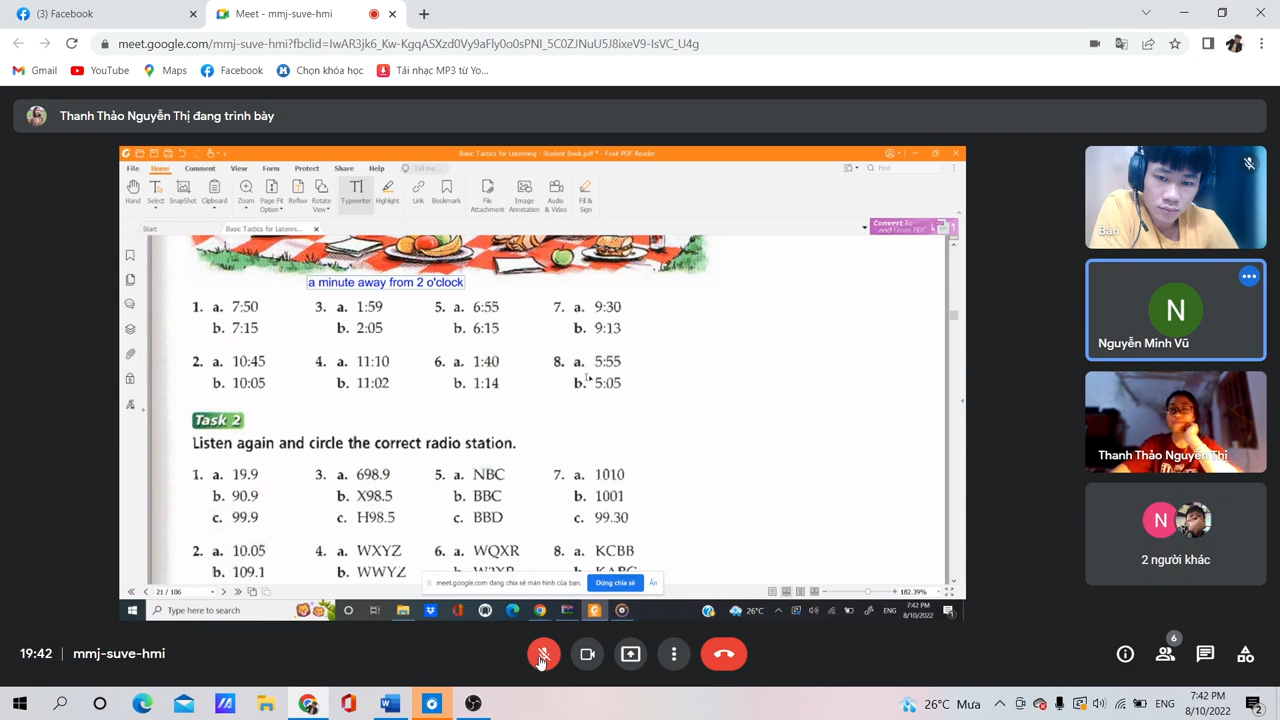 (3) Facebook
Meet - mmj-suve-hmi
meet.google.com/mmj-suve-hmi?fbclid=IwAR3jk6_Kw-KgqASXzd0Vy9aFly0o0sPNI_5C0ZJNuU5J8ixeV9-IsVC_U4g
Gmail YouTube Maps Facebook Chọn khóa học Tải nhạc MP3 từ Yo...
Thanh Thảo Nguyễn Thị đang trình bày
Basic Tactics for Listenning - Student Book.pdf * - Foxit PDF Reader
File Home Comment View Form Protect Share Help Tell me... Find
Hand Select SnapShot Clipboard Zoom Page Fit Option Reflow Rotate View Typewriter Highlight Link Bookmark File Attachment Image Annotation Audio & Video Fill & Sign
Start Basic Tactics for Listenn...
a minute away from 2 o'clock
1. a. 7:50 3. a. 1:59 5. a. 6:55 7. a. 9:30
b. 7:15 b. 2:05 b. 6:15 b. 9:13
2. a. 10:45 4. a. 11:10 6. a. 1:40 8. a. 5:55
b. 10:05 b. 11:02 b. 1:14 b. 5:05
Task 2
Listen again and circle the correct radio station.
1. a. 19.9 3. a. 698.9 5. a. NBC 7. a. 1010
b. 90.9 b. X98.5 b. BBC b. 1001
c. 99.9 c. H98.5 c. BBD c. 99.30
2. a. 10.05 4. a. WXYZ 6. a. WQXR 8. a. KCBB
b. 109.1 b. WWYZ
meet.google.com đang chia sẻ màn hình của bạn. Dừng chia sẻ Ẩn
21 / 106 182.39%
Type here to search 26°C ENG 7:42 PM
8/10/2022
Bạn
N
Nguyễn Minh Vũ
Thanh Thảo Nguyễn Thị
N
2 người khác
19:42 mmj-suve-hmi 6
26°C Mưa ENG 7:42 PM
8/10/2022 2